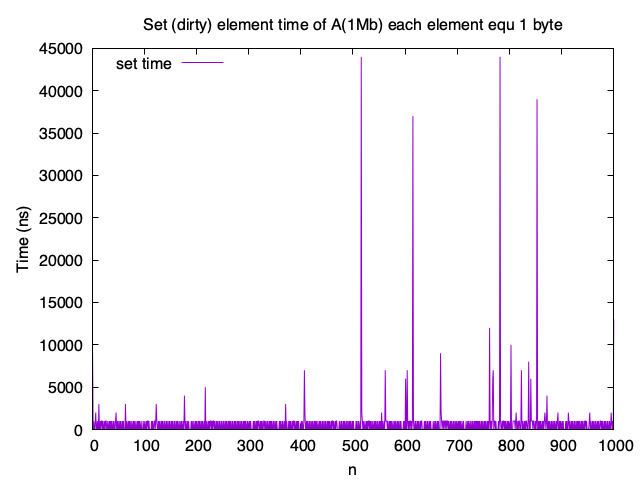 Set (dirty) element time of A(1Mb) each element equ 1 byte
set time
45000
40000
35000
30000
25000
20000
15000
10000
5000
0
Time (ns)
0 100 200 300 400 500 600 700 800 900 1000
n